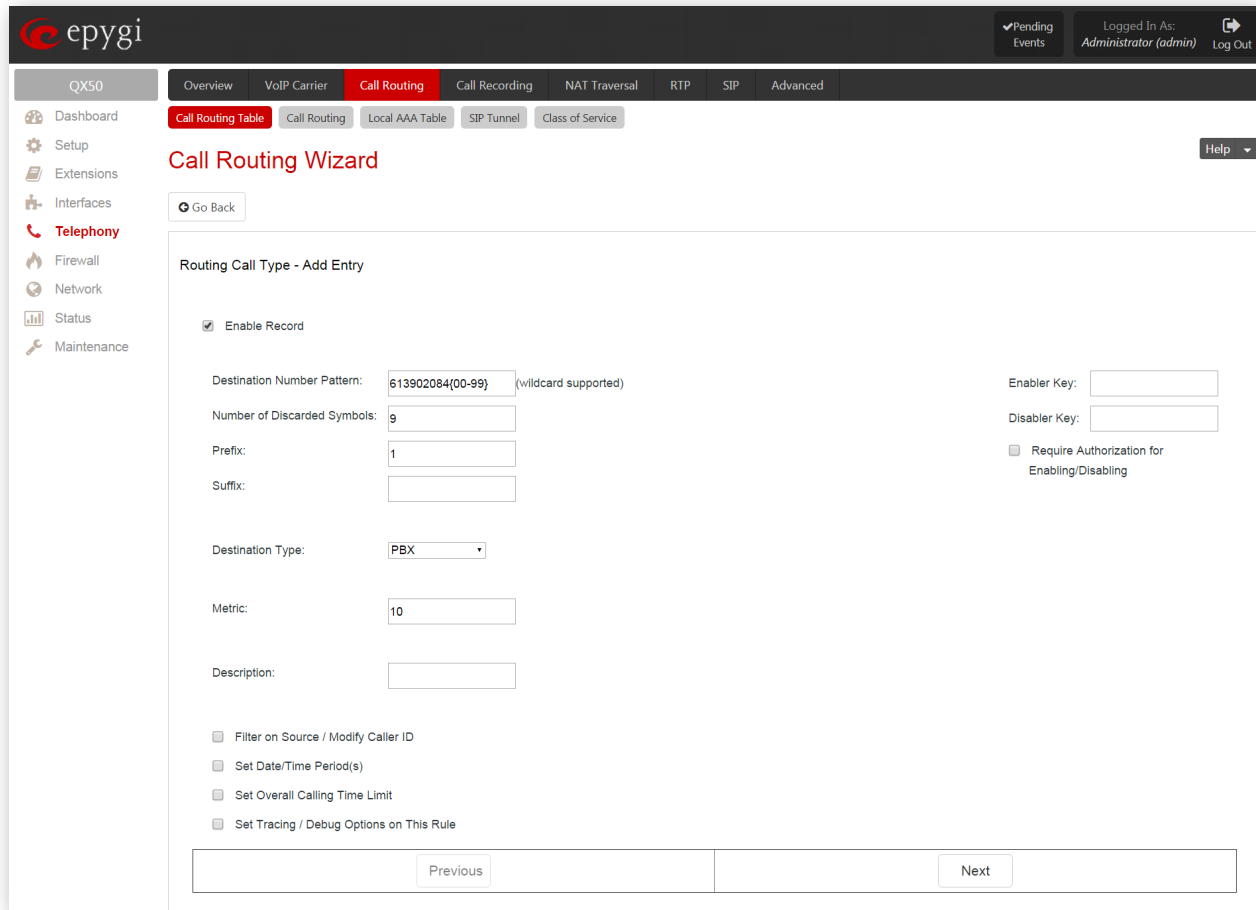 epygi
Pending Events
Logged In As:
Administrator (admin)
Log Out
QX50
Dashboard
Setup
Extensions
Interfaces
Telephony
Firewall
Network
Status
Maintenance
Overview VoIP Carrier Call Routing Call Recording NAT Traversal RTP SIP Advanced
Call Routing Table Call Routing Local AAA Table SIP Tunnel Class of Service
Call Routing Wizard
Help
Go Back
Routing Call Type - Add Entry
Enable Record
Destination Number Pattern: 613902084{00-99} (wildcard supported)
Number of Discarded Symbols: 9
Prefix: 1
Suffix:
Enabler Key:
Disabler Key:
Require Authorization for
Enabling/Disabling
Destination Type: PBX
Metric: 10
Description:
Filter on Source / Modify Caller ID
Set Date/Time Period(s)
Set Overall Calling Time Limit
Set Tracing / Debug Options on This Rule
Previous Next